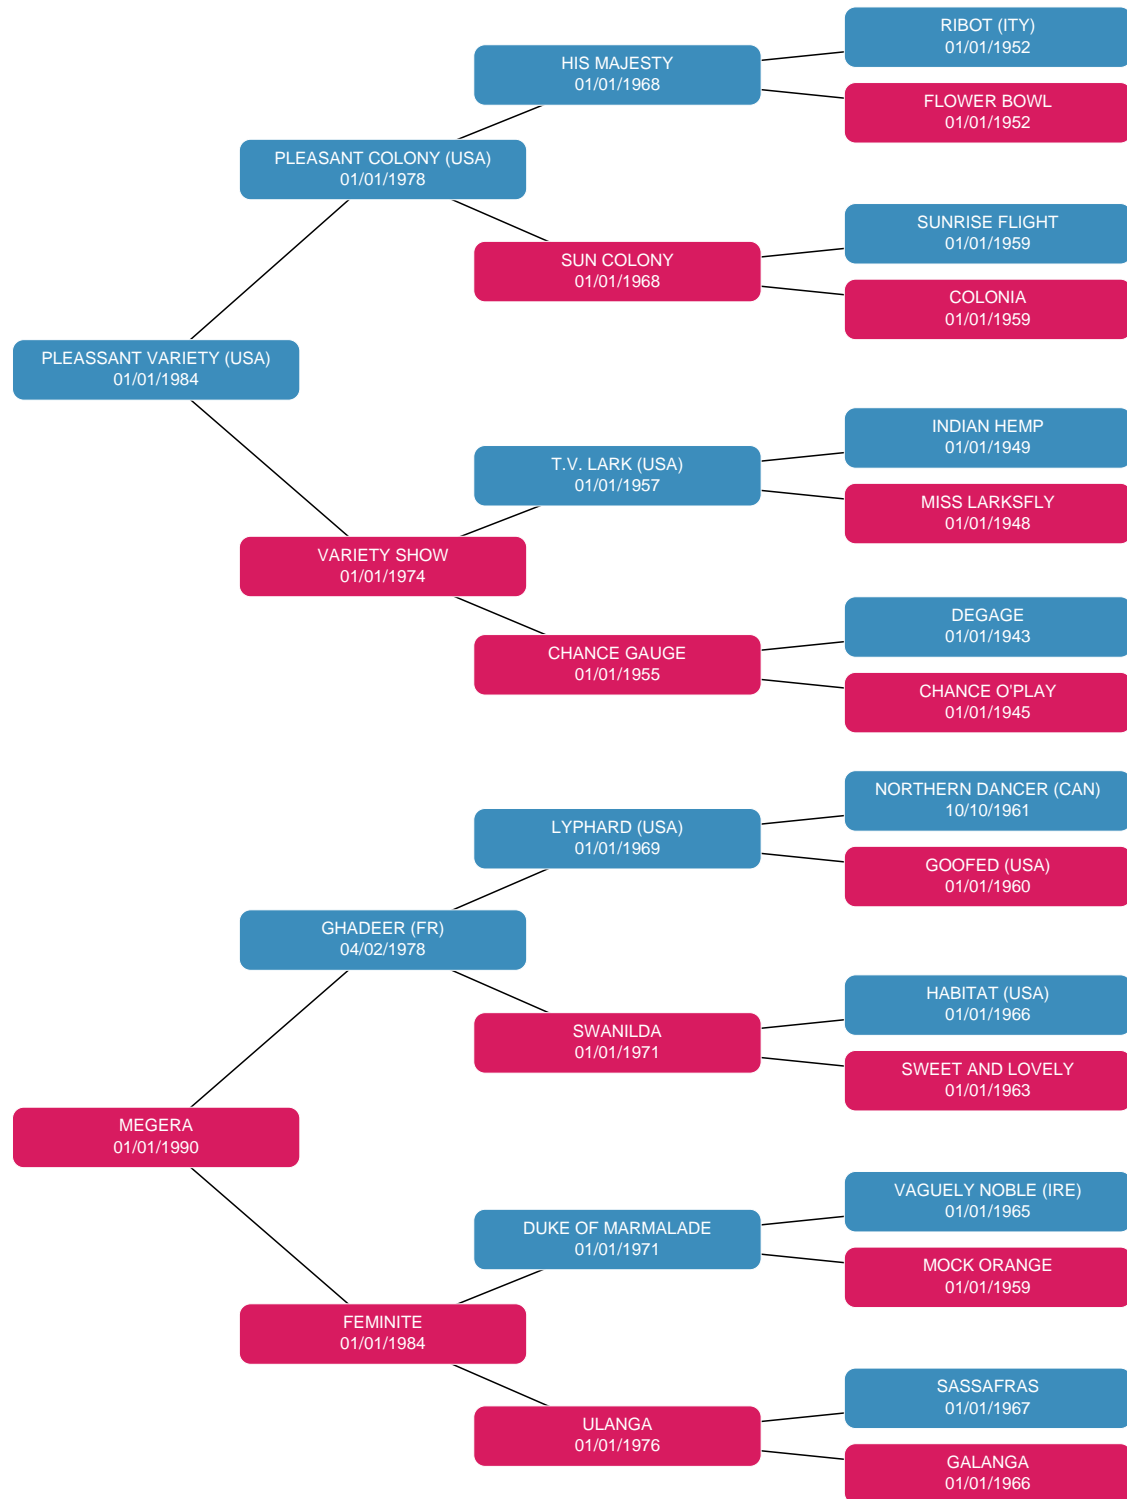 RIBOT (ITY)
01/01/1952
HIS MAJESTY
01/01/1968
FLOWER BOWL
01/01/1952
PLEASANT COLONY (USA)
01/01/1978
SUNRISE FLIGHT
01/01/1959
SUN COLONY
01/01/1968
COLONIA
01/01/1959
PLEASSANT VARIETY (USA)
01/01/1984
INDIAN HEMP
01/01/1949
T.V. LARK (USA)
01/01/1957
MISS LARKSFLY
01/01/1948
VARIETY SHOW
01/01/1974
DEGAGE
01/01/1943
CHANCE GAUGE
01/01/1955
CHANCE O'PLAY
01/01/1945
NORTHERN DANCER (CAN)
10/10/1961
LYPHARD (USA)
01/01/1969
GOOFED (USA)
01/01/1960
GHADEER (FR)
04/02/1978
HABITAT (USA)
01/01/1966
SWANILDA
01/01/1971
SWEET AND LOVELY
01/01/1963
MEGERA
01/01/1990
VAGUELY NOBLE (IRE)
01/01/1965
DUKE OF MARMALADE
01/01/1971
MOCK ORANGE
01/01/1959
FEMINITE
01/01/1984
SASSAFRAS
01/01/1967
ULANGA
01/01/1976
GALANGA
01/01/1966